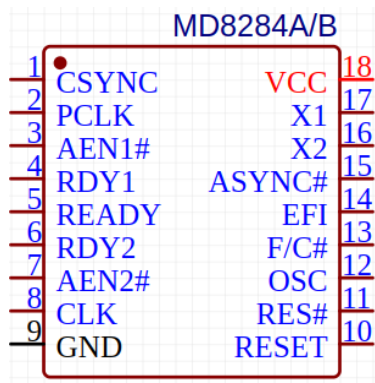 MD8284A/B
1 CSYNC VCC 18
2 PCLK X1 17
3 AEN1# X2 16
4 RDY1 ASYNC# 15
5 READY EFI 14
6 RDY2 F/C# 13
7 AEN2# OSC 12
8 CLK RES# 11
9 GND RESET 10